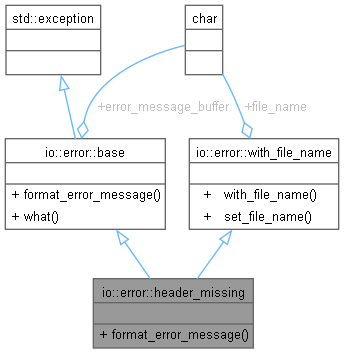 std::exception
char
+error_message_buffer
+file_name
io::error::base
io::error::with_file_name
+ format_error_message()
+ with_file_name()
+ what()
+ set_file_name()
io::error::header_missing
+ format_error_message()